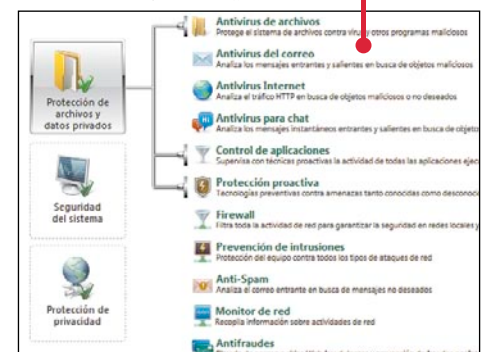 Antivirus de archivos
Protege el sistema de archivos contra virus y otros programas maliciosos
Antivirus del correo
Analiza los mensajes entrantes y salientes en busca de objetos maliciosos
Antivirus Internet
Analiza el tráfico HTTP en busca de objetos maliciosos o no deseados
Antivirus para chat
Analiza los mensajes instantáneos entrantes y salientes en busca de objeto
Control de aplicaciones
Supervisa con técnicas proactivas la actividad de todas las aplicaciones ejec
Protección proactiva
Tecnologías preventivas contra amenazas tanto conocidas como desconoci
Firewall
Filtra toda la actividad de red para garantizar la seguridad en redes locales y
Prevención de intrusiones
Protección del equipo contra todos los tipos de ataques de red
Anti-Spam
Analiza el correo entrante en busca de mensajes no deseados
Monitor de red
Recopila información sobre actividades de red
Antifraudes
Protección de
archivos y
datos privados
Seguridad
del sistema
Protección de
privacidad